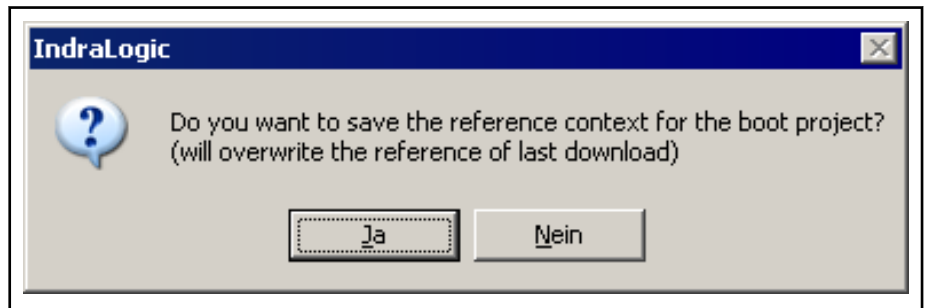 IndraLogic
Do you want to save the reference context for the boot project?
(will overwrite the reference of last download)
Ja
Nein